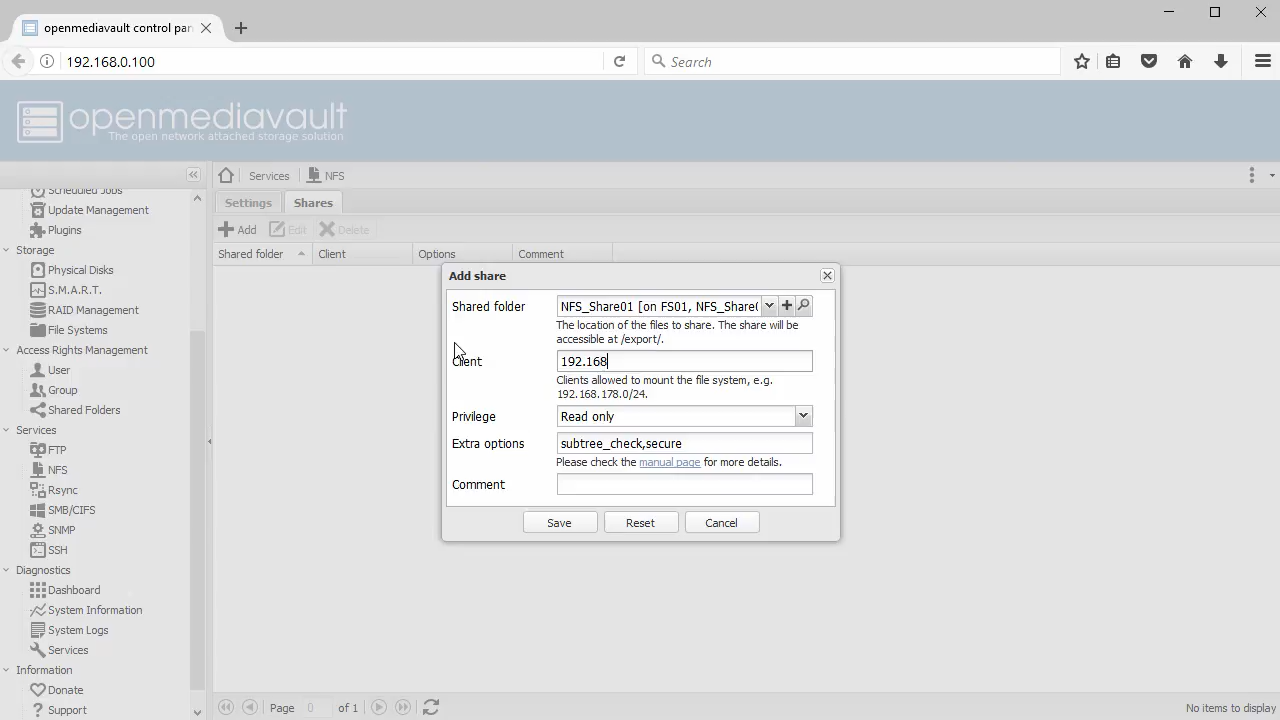 openmediavault control pan
192.168.0.100
Search
openmediavault
The open network attached storage solution
Services
NFS
Scheduled Jobs
Update Management
Plugins
Storage
Physical Disks
S.M.A.R.T.
RAID Management
File Systems
Access Rights Management
User
Group
Shared Folders
Services
FTP
NFS
Rsync
SMB/CIFS
SNMP
SSH
Diagnostics
Dashboard
System Information
System Logs
Services
Information
Donate
Support
Settings
Shares
Add
Edit
Delete
Shared folder
Client
Options
Comment
Add share
Shared folder
NFS_Share01 [on FS01, NFS_Share(
The location of the files to share. The share will be
accessible at /export/.
Client
192.168
Clients allowed to mount the file system, e.g.
192.168.178.0/24.
Privilege
Read only
Extra options
subtree_check,secure
Please check the manual page for more details.
Comment
Save
Reset
Cancel
Page 0 of 1
No items to display